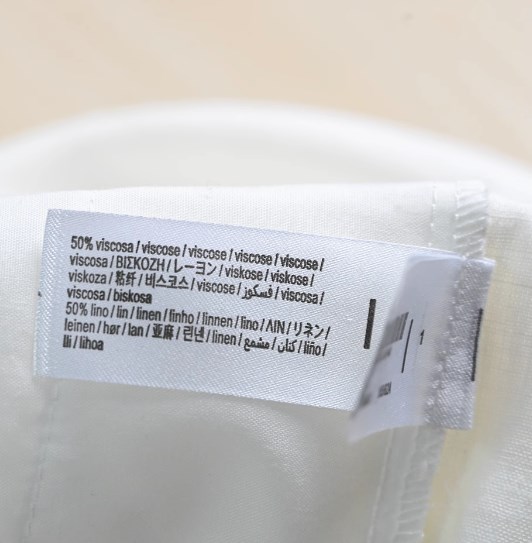 50% viscosa / viscose / viscose / viscose / viscose /
viscosa / ΒΙΣΚΟΖΗ / レーヨン / viskose / viskose /
viskoza / 粘纤 / 비스코스 / viscose / فسكوز / viscosa /
viscosa / biskosa
50% lino / lin / linen / linho / linnen / lino / ΛΙΝ / リネン /
leinen / hør / lan / 亚麻 / 린넨 / linen / كتان / مشمع / liño /
lli / lihoa